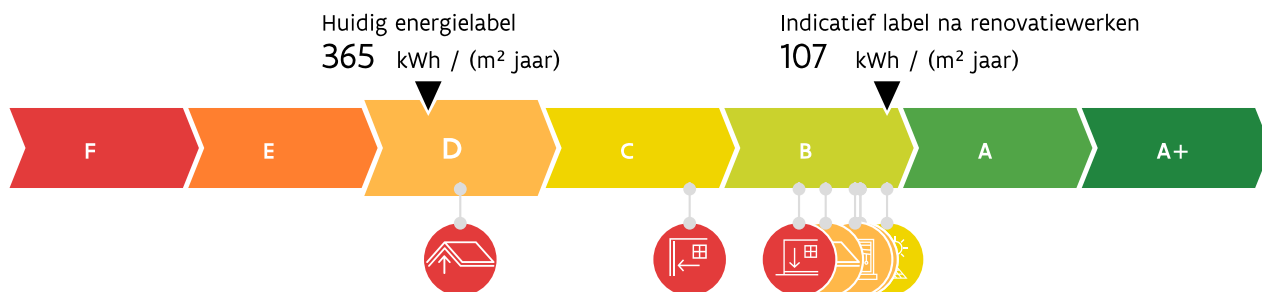 Huidig energielabel
365 kWh / (m² jaar)
Indicatief label na renovatiewerken
107 kWh / (m² jaar)
F E D C B A A+